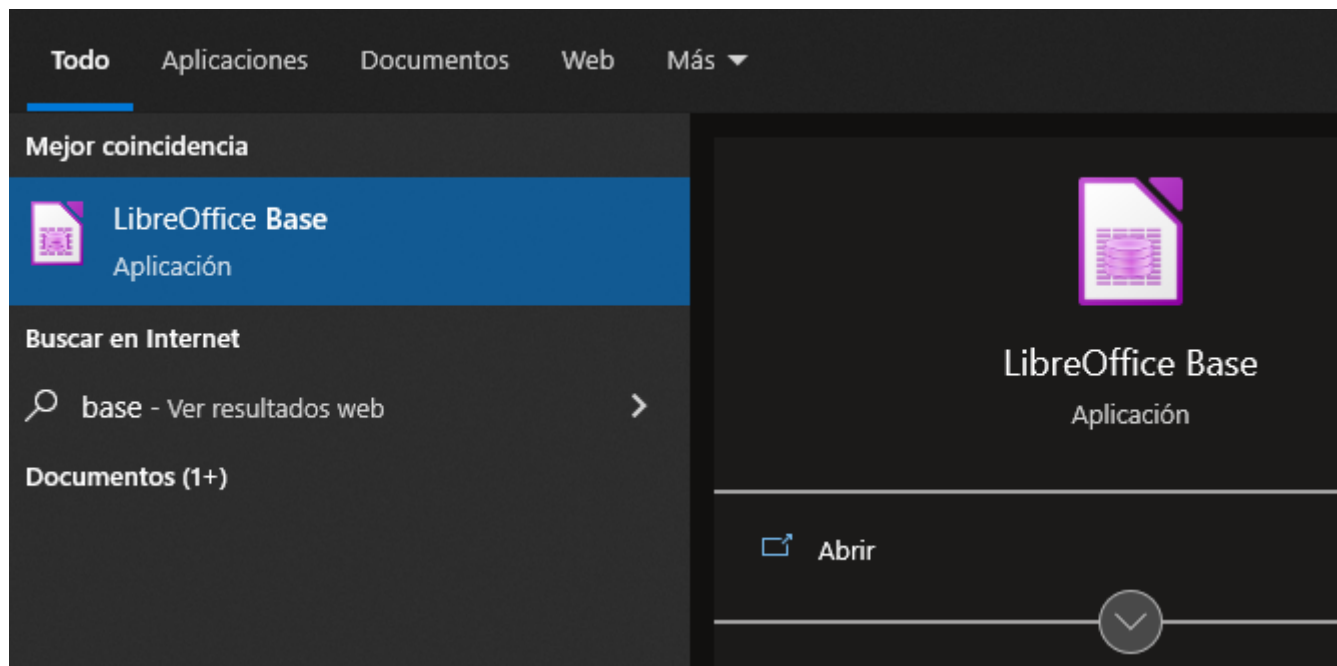 Todo Aplicaciones Documentos Web Más
Mejor coincidencia
LibreOffice Base
Aplicación
Buscar en Internet
base - Ver resultados web
Documentos (1+)
LibreOffice Base
Aplicación
Abrir